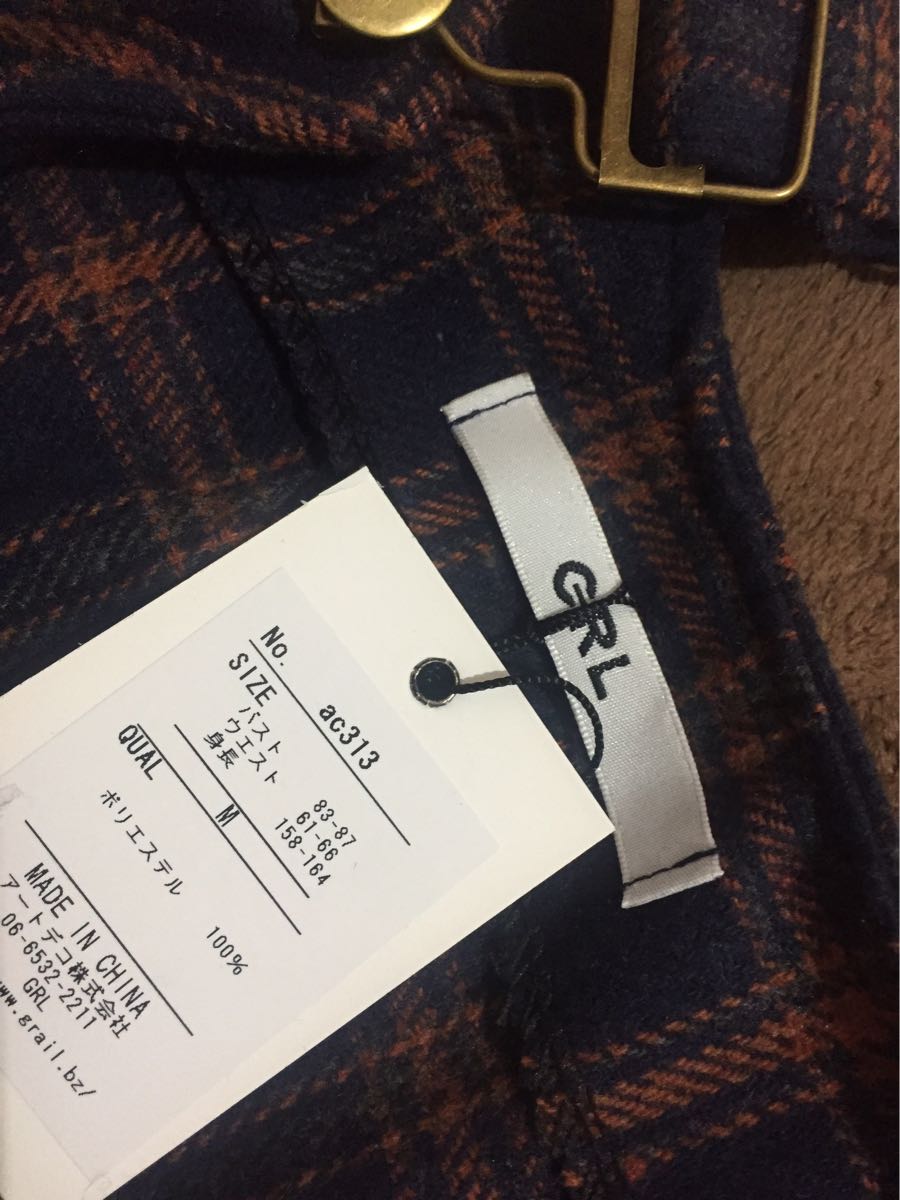 GRL
No. ac313
SIZE
バスト 83-87
ウエスト 61-66
身長 158-164
M
QUAL
ポリエステル 100%
MADE IN CHINA
アートデコ株式会社
06-6532-2211
GRL
www.grail.bz/